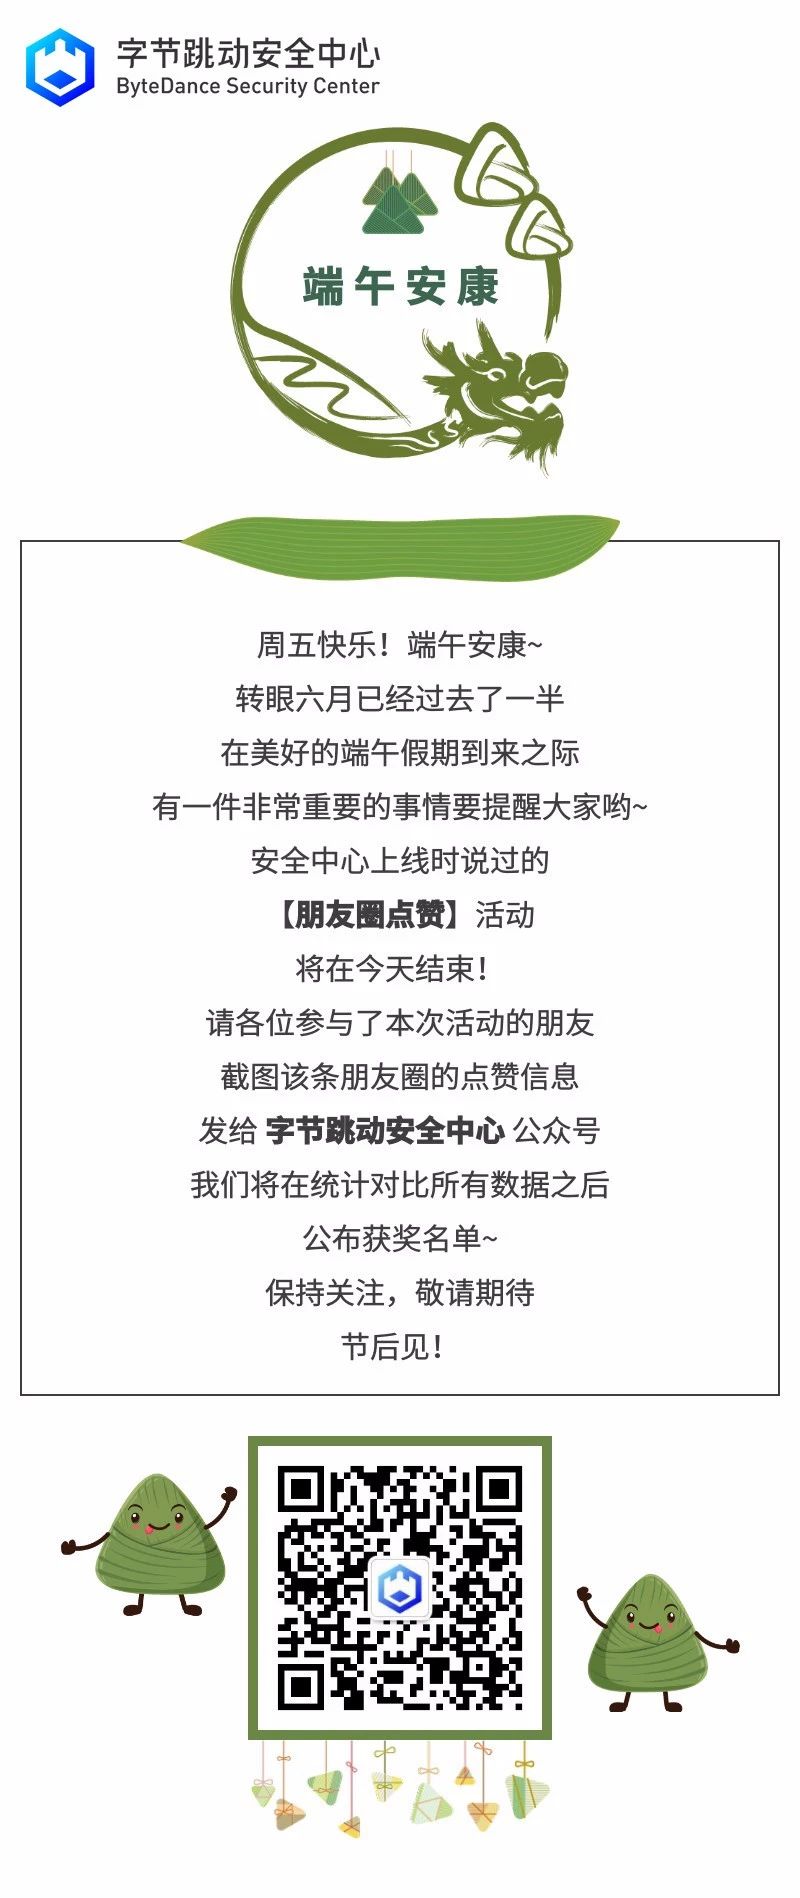 字节跳动安全中心
ByteDance Security Center
端午安康
周五快乐！端午安康~
转眼六月已经过去了一半
在美好的端午假期到来之际
有一件非常重要的事情要提醒大家哟~
安全中心上线时说过的
【朋友圈点赞】活动
将在今天结束！
请各位参与了本次活动的朋友
截图该条朋友圈的点赞信息
发给 字节跳动安全中心 公众号
我们将在统计对比所有数据之后
公布获奖名单~
保持关注，敬请期待
节后见！